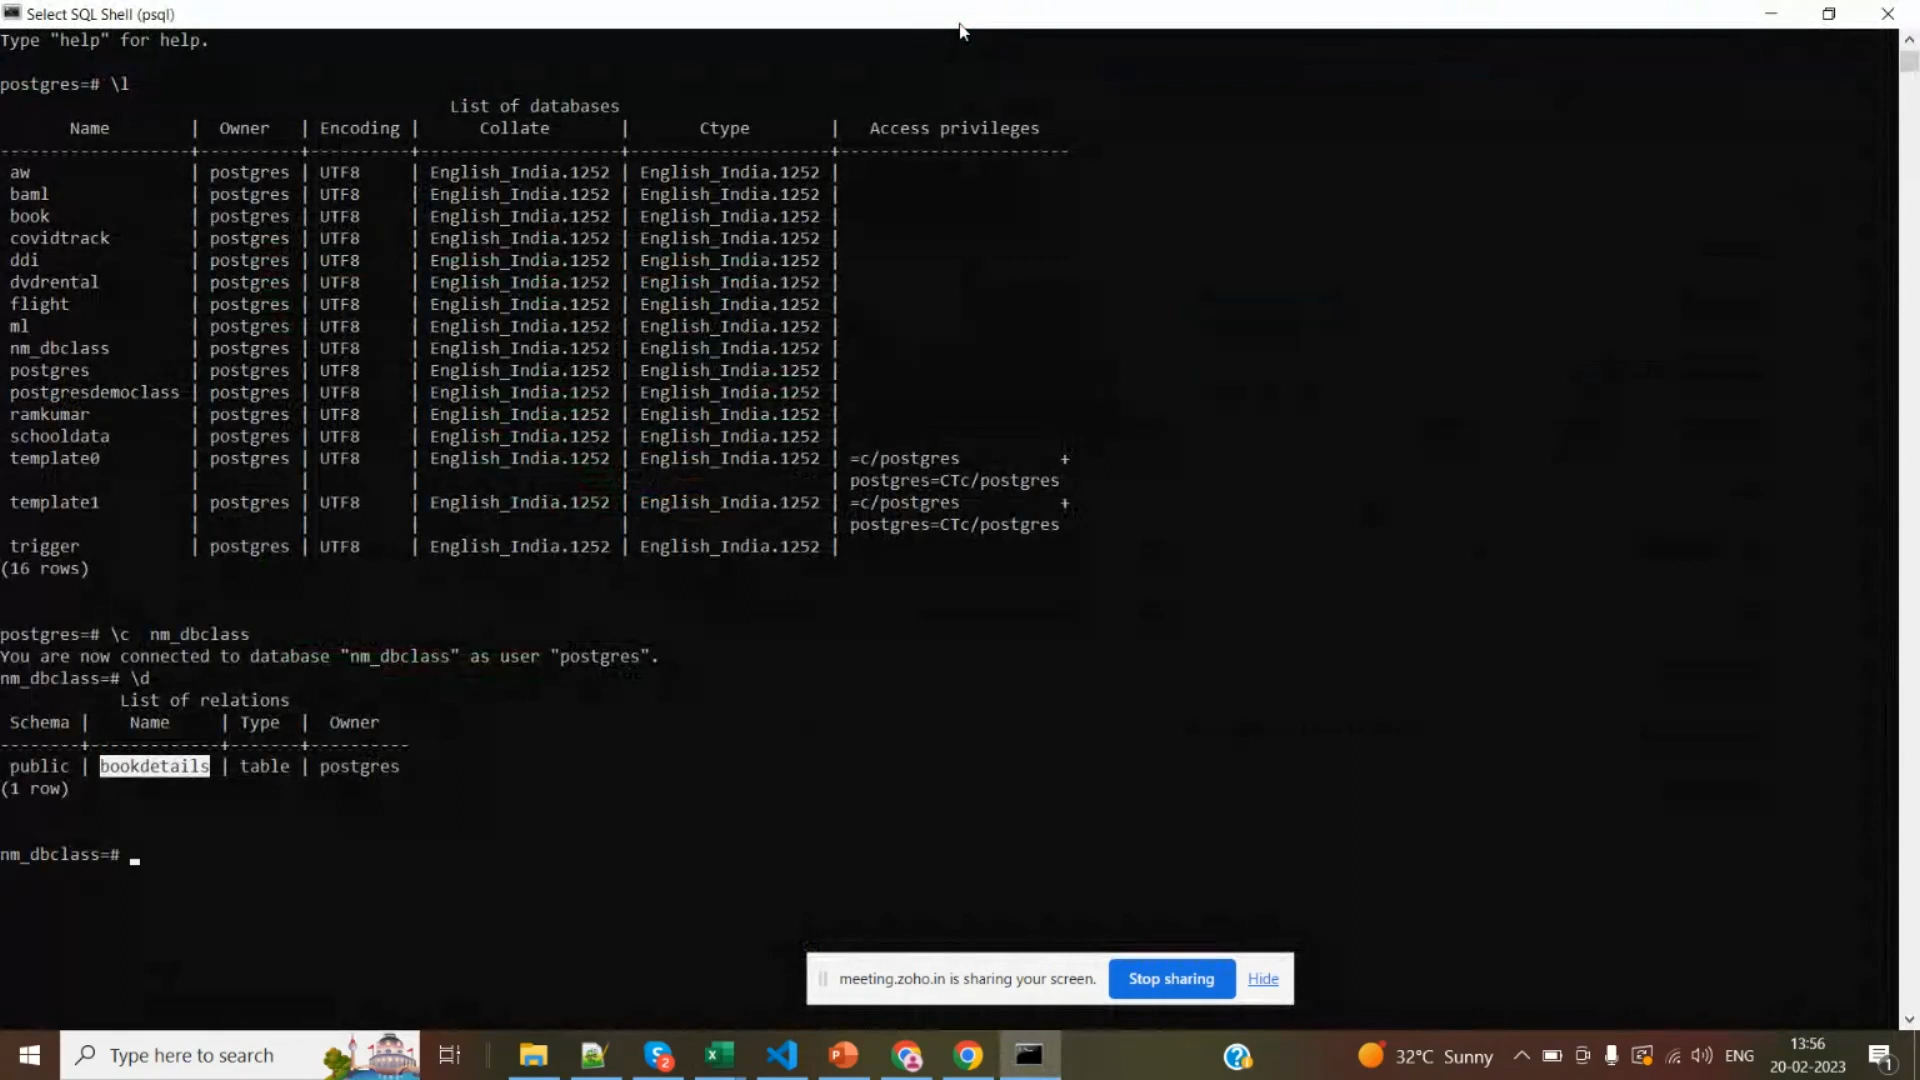 Select SQL Shell (psql)
Type "help" for help.
postgres=# \l
List of databases
Name | Owner | Encoding | Collate | Ctype | Access privileges
-------------------+----------+----------+--------------------+--------------------+-----------------------
aw | postgres | UTF8 | English_India.1252 | English_India.1252 |
baml | postgres | UTF8 | English_India.1252 | English_India.1252 |
book | postgres | UTF8 | English_India.1252 | English_India.1252 |
covidtrack | postgres | UTF8 | English_India.1252 | English_India.1252 |
ddi | postgres | UTF8 | English_India.1252 | English_India.1252 |
dvdrental | postgres | UTF8 | English_India.1252 | English_India.1252 |
flight | postgres | UTF8 | English_India.1252 | English_India.1252 |
ml | postgres | UTF8 | English_India.1252 | English_India.1252 |
nm_dbclass | postgres | UTF8 | English_India.1252 | English_India.1252 |
postgres | postgres | UTF8 | English_India.1252 | English_India.1252 |
postgresdemoclass | postgres | UTF8 | English_India.1252 | English_India.1252 |
ramkumar | postgres | UTF8 | English_India.1252 | English_India.1252 |
schooldata | postgres | UTF8 | English_India.1252 | English_India.1252 |
template0 | postgres | UTF8 | English_India.1252 | English_India.1252 | =c/postgres +
| | | | | postgres=CTc/postgres
template1 | postgres | UTF8 | English_India.1252 | English_India.1252 | =c/postgres +
| | | | | postgres=CTc/postgres
trigger | postgres | UTF8 | English_India.1252 | English_India.1252 |
(16 rows)
postgres=# \c  nm_dbclass
You are now connected to database "nm_dbclass" as user "postgres".
nm_dbclass=# \d
List of relations
Schema | Name | Type | Owner
--------+-------------+-------+----------
public | bookdetails | table | postgres
(1 row)
nm_dbclass=# _
meeting.zoho.in is sharing your screen. Stop sharing Hide
Type here to search
2
32°C Sunny
ENG
13:56
20-02-2023
1